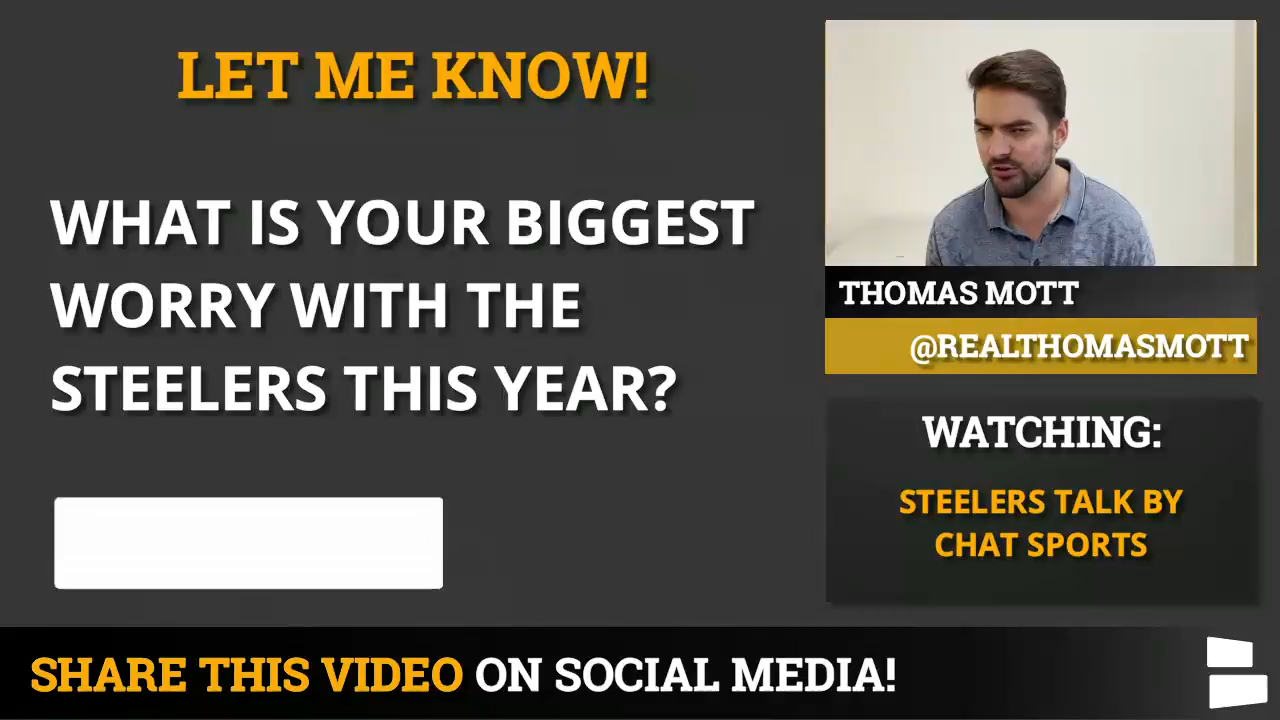 LET ME KNOW!
WHAT IS YOUR BIGGEST
WORRY WITH THE
STEELERS THIS YEAR?
THOMAS MOTT
@REALTHOMASMOTT
WATCHING:
STEELERS TALK BY
CHAT SPORTS
SHARE THIS VIDEO ON SOCIAL MEDIA!